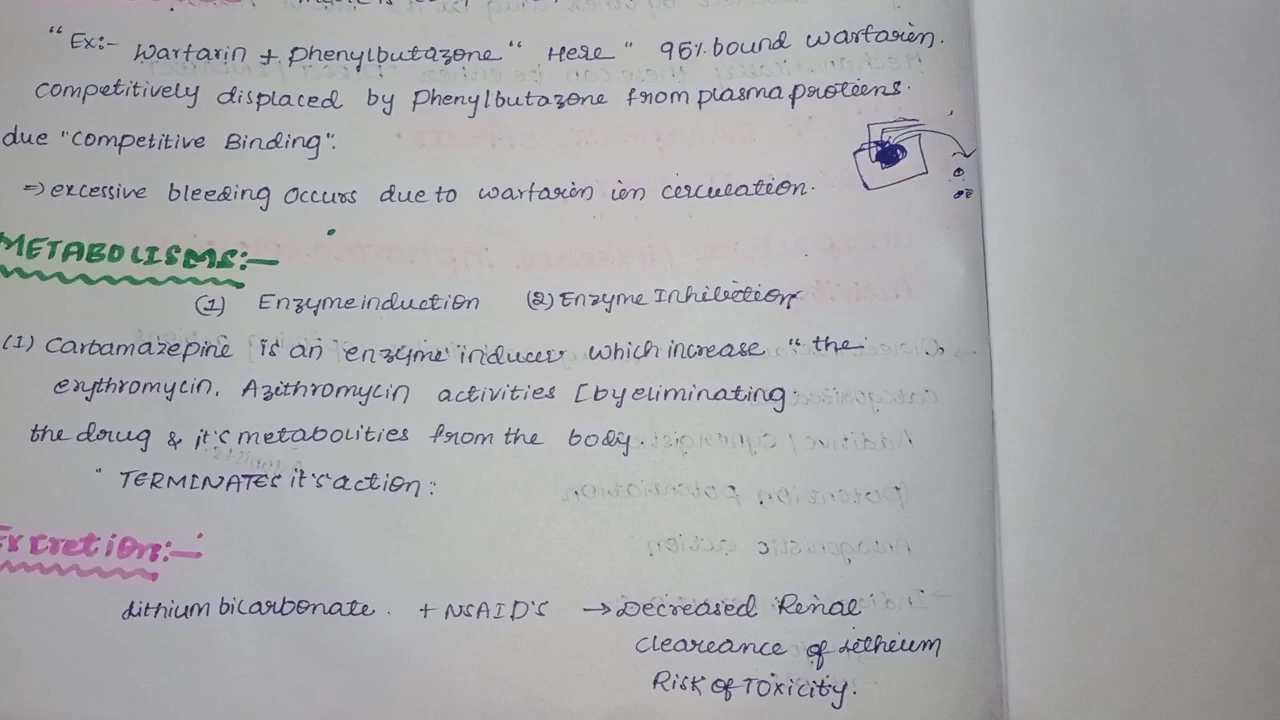 "Ex:- Warfarin + Phenylbutazone" Here " 96% bound warfarin.
competitively displaced by Phenylbutazone from plasma proteins.
due "Competitive Binding".
⇒ excessive bleeding occurs due to warfarin in circulation.
METABOLISMS:-
(1) Enzyme induction (2) Enzyme Inhibition
(1) Carbamazepine is an enzyme inducer which increase "the
erythromycin, Azithromycin activities [by eliminating
the drug & it's metabolities from the body.
" TERMINATES it's action:
Excretion:-
Lithium bicarbonate. + NSAID'S → Decreased Renal
Clearance of Lithium
Risk of Toxicity.